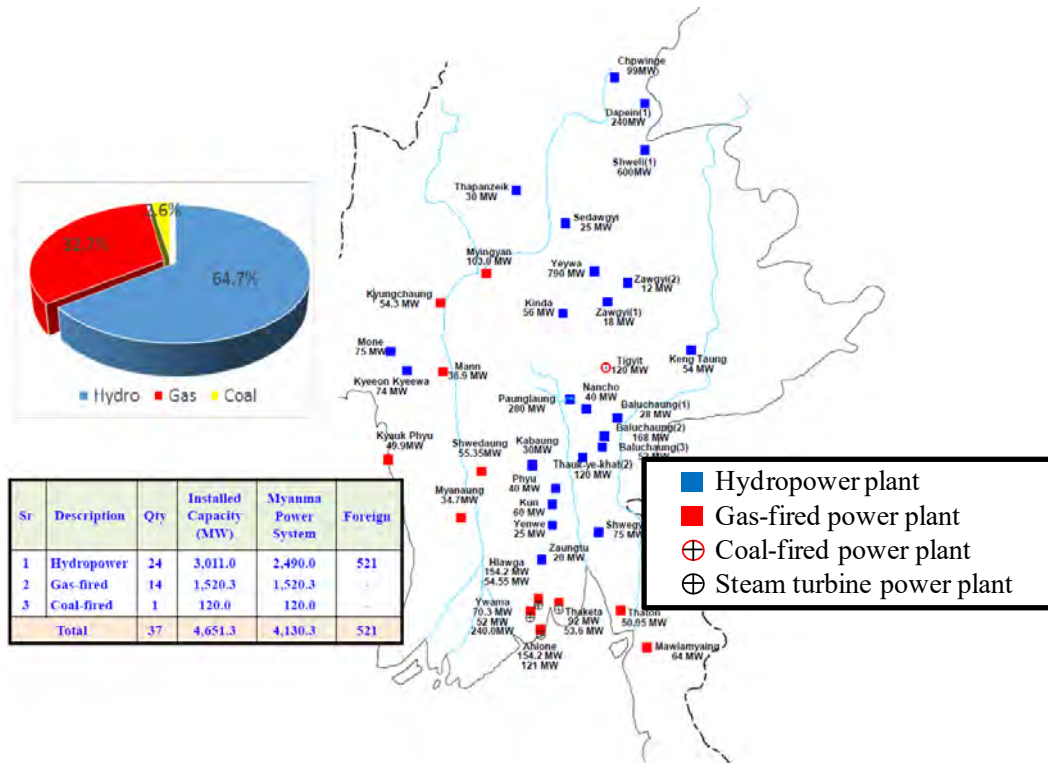 Chpwinge
99MW
Dapein(1)
240MW
Shweli(1)
600MW
Thapanzeik
30 MW
Sedawgyi
25 MW
Myingyan
103.0 MW
Yeywa
790 MW
Zawgyi(2)
12 MW
Kyungchaung
54.3 MW
Kinda
56 MW
Zawgyi(1)
18 MW
Mone
75 MW
Kyeeon Kyeewa
74 MW
Mann
36.9 MW
Tigyit
120 MW
Keng Taung
54 MW
Nancho
40 MW
Paunglaung
280 MW
Baluchaung(1)
28 MW
Baluchaung(2)
168 MW
Baluchaung(3)
Kyauk Phyu
49.9MW
Shwedaung
55.35MW
Kabaung
30MW
Thauk-ye-khat(2)
120 MW
Phyu
40 MW
Myanaung
34.7MW
Kun
60 MW
Yenwe
25 MW
75 MW
Zaungtu
20 MW
Hlawga
154.2 MW
54.55 MW
Ywama
70.3 MW
52 MW
240.0MW
Thaketa
92 MW
53.6 MW
Thaton
50.95 MW
Ahlone
154.2 MW
121 MW
Mawlamyaing
64 MW
32.7%
64.7%
Hydro Gas Coal
Sr Description Qty Installed Capacity (MW) Myanma Power System Foreign
1 Hydropower 24 3,011.0 2,490.0 521
2 Gas-fired 14 1,520.3 1,520.3 -
3 Coal-fired 1 120.0 120.0 -
Total 37 4,651.3 4,130.3 521
Hydropower plant
Gas-fired power plant
Coal-fired power plant
Steam turbine power plant